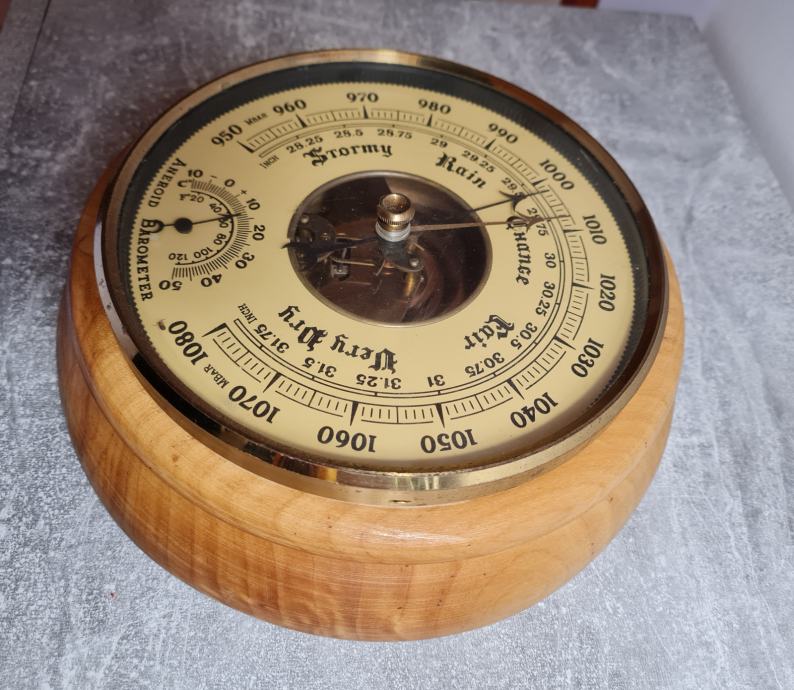 950 MBAR 960 970 980 990 1000 1010 1020 1030 1040 1050 1060 1070 MBAR 1080
INCH 28.25 28.5 28.75 29 29.25 29. 75 30 30.25 30.5 30.75 31 31.25 31.5 31.75 INCH
Stormy Rain Change Fair Very Dry
ANEROID BAROMETER
C° 10 - 0 + 10 20 30 40 50
F° 20 40 60 80 100 120